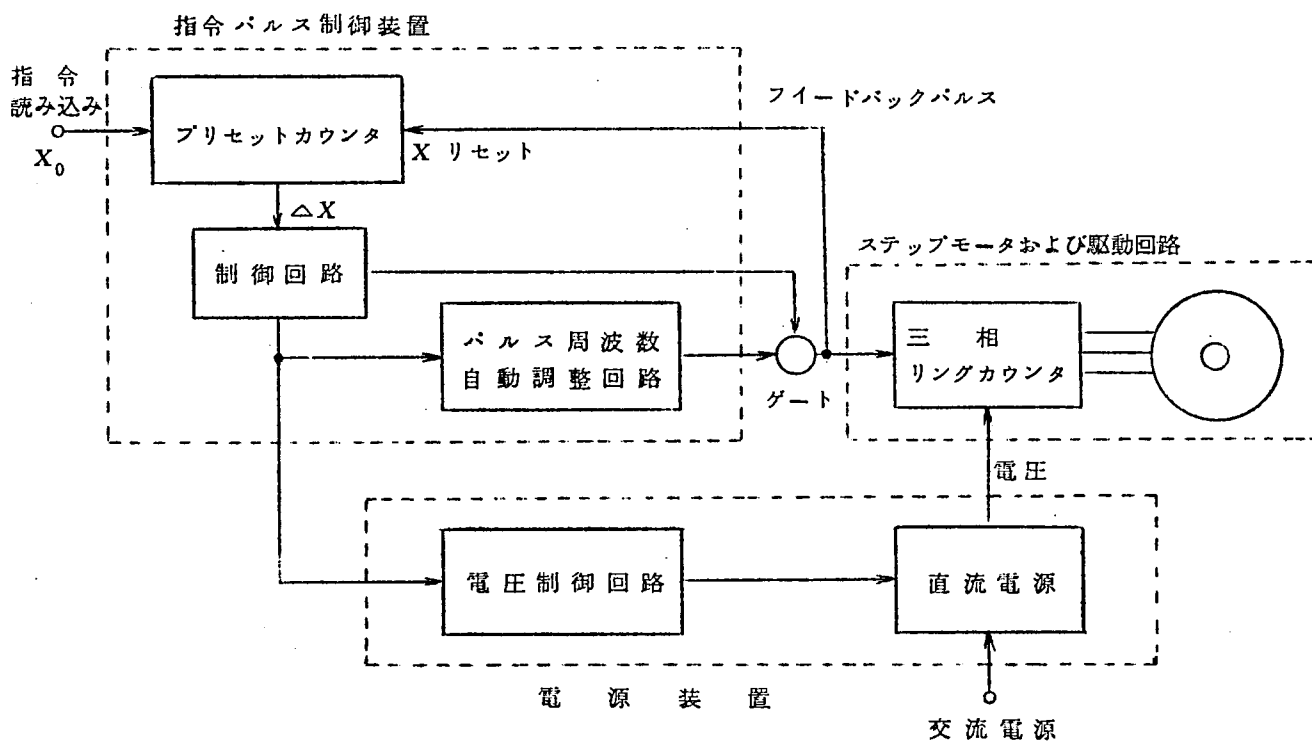 指令パルス制御装置
指令
読み込み
X₀
プリセットカウンタ
フイードバックパルス
X リセット
△X
制御回路
ステップモータおよび駆動回路
パルス周波数
自動調整回路
ゲート
三相
リングカウンタ
電圧
電圧制御回路
直流電源
電源装置
交流電源